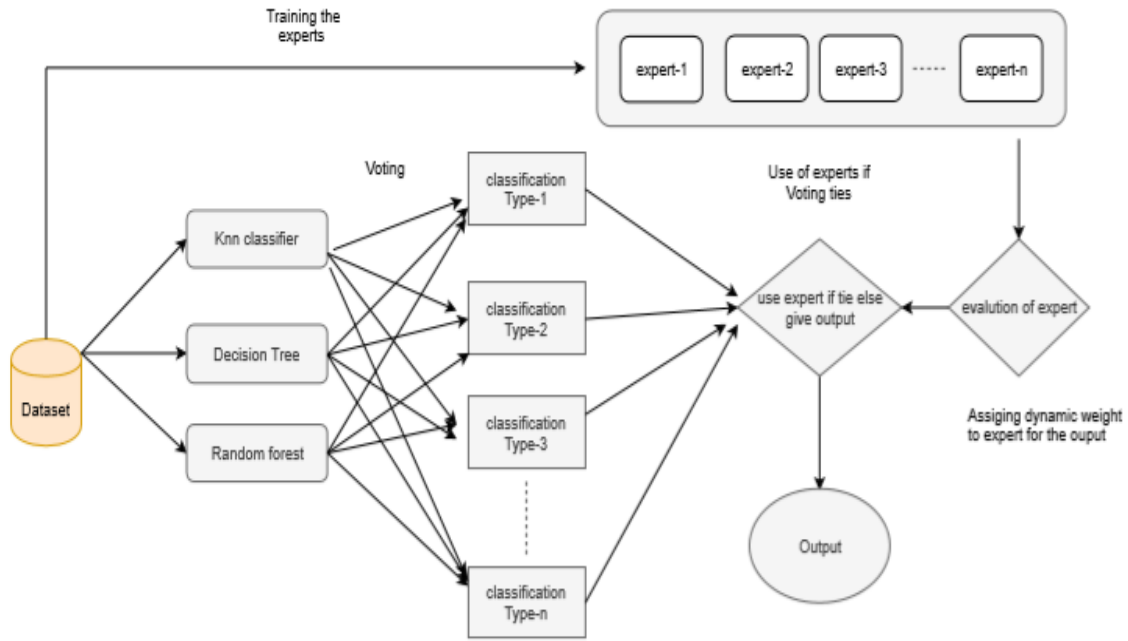 Training the
experts
expert-1
expert-2
expert-3
expert-n
Voting
classification
Type-1
Use of experts if
Voting ties
Knn classifier
classification
Type-2
use expert if tie else
give output
evalution of expert
Decision Tree
Dataset
classification
Type-3
Assiging dynamic weight
to expert for the ouput
Random forest
Output
classification
Type-n